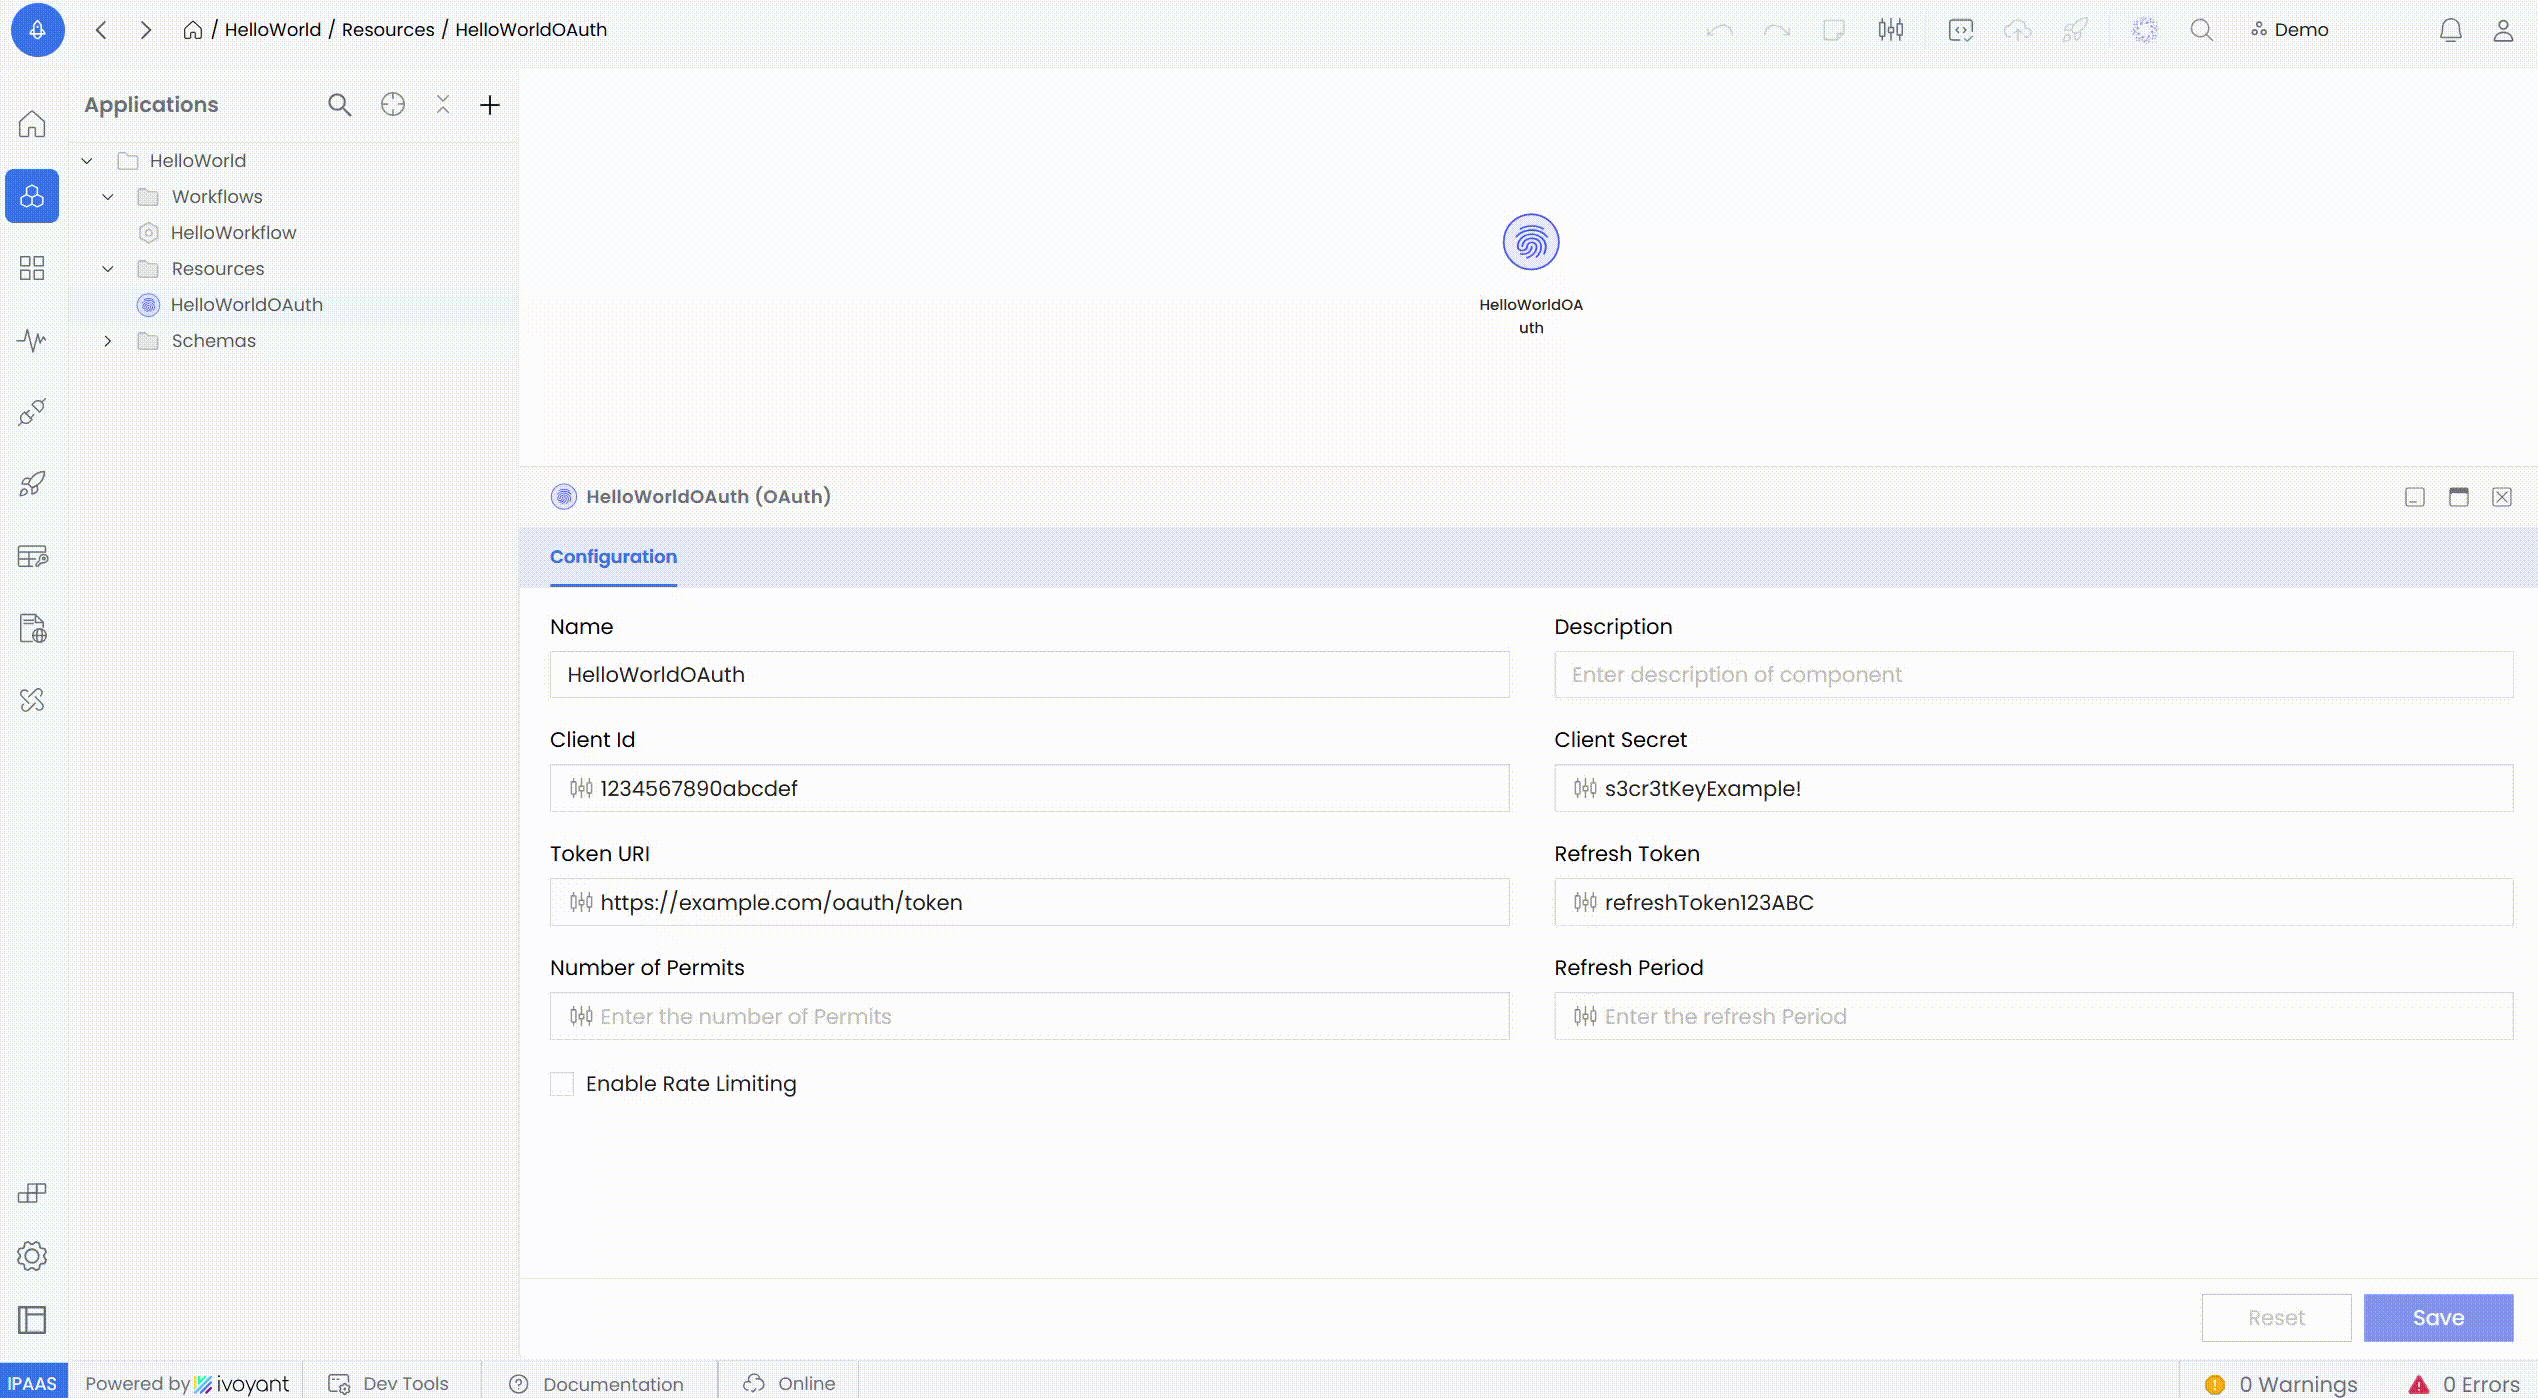 / HelloWorld / Resources / HelloWorldOAuth
Demo
Applications
HelloWorld
Workflows
HelloWorkflow
Resources
HelloWorldOAuth
Schemas
HelloWorldOA
uth
HelloWorldOAuth (OAuth)
Configuration
Name
Description
HelloWorldOAuth
Enter description of component
Client Id
Client Secret
1234567890abcdef
s3cr3tKeyExample!
Token URI
Refresh Token
https://example.com/oauth/token
refreshToken123ABC
Number of Permits
Refresh Period
Enter the number of Permits
Enter the refresh Period
Enable Rate Limiting
Reset
Save
IPAAS
Powered by ivoyant
Dev Tools
Documentation
Online
0 Warnings
0 Errors